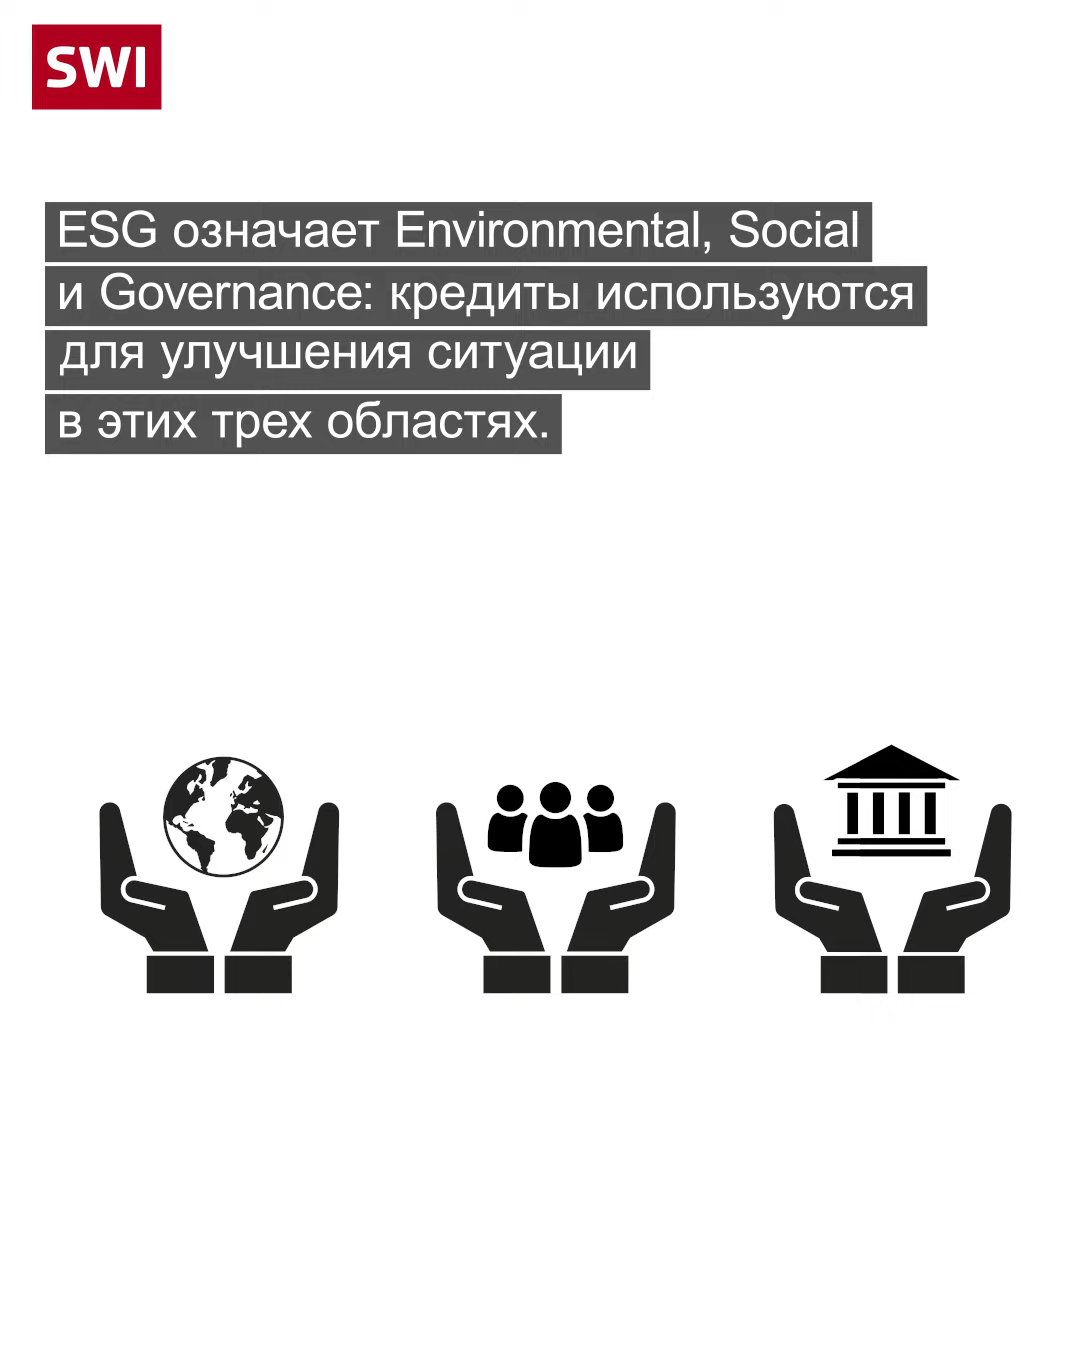 SWI
ESG означает Environmental, Social
и Governance: кредиты используются
для улучшения ситуации
в этих трех областях.